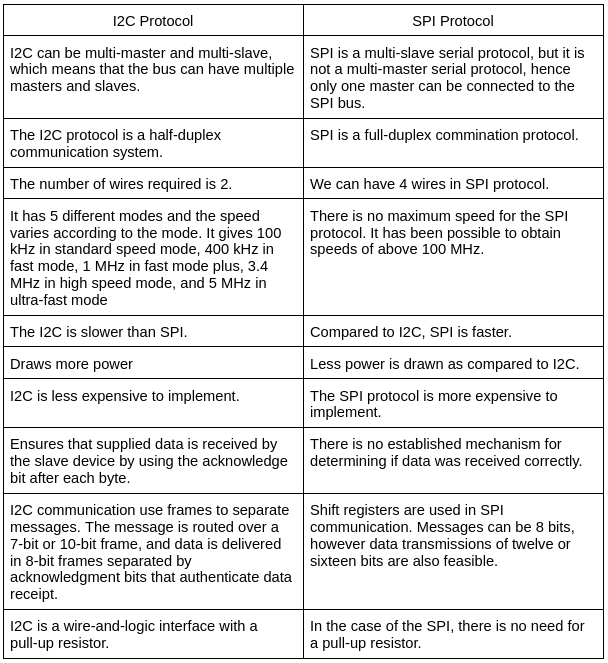 I2C Protocol
SPI Protocol
I2C can be multi-master and multi-slave,
which means that the bus can have multiple
masters and slaves.
SPI is a multi-slave serial protocol, but it is
not a multi-master serial protocol, hence
only one master can be connected to the
SPI bus.
The I2C protocol is a half-duplex
communication system.
SPI is a full-duplex commination protocol.
The number of wires required is 2.
We can have 4 wires in SPI protocol.
It has 5 different modes and the speed
varies according to the mode. It gives 100
kHz in standard speed mode, 400 kHz in
fast mode, 1 MHz in fast mode plus, 3.4
MHz in high speed mode, and 5 MHz in
ultra-fast mode
There is no maximum speed for the SPI
protocol. It has been possible to obtain
speeds of above 100 MHz.
The I2C is slower than SPI.
Compared to I2C, SPI is faster.
Draws more power
Less power is drawn as compared to I2C.
I2C is less expensive to implement.
The SPI protocol is more expensive to
implement.
Ensures that supplied data is received by
the slave device by using the acknowledge
bit after each byte.
There is no established mechanism for
determining if data was received correctly.
I2C communication use frames to separate
messages. The message is routed over a
7-bit or 10-bit frame, and data is delivered
in 8-bit frames separated by
acknowledgment bits that authenticate data
receipt.
Shift registers are used in SPI
communication. Messages can be 8 bits,
however data transmissions of twelve or
sixteen bits are also feasible.
I2C is a wire-and-logic interface with a
pull-up resistor.
In the case of the SPI, there is no need for
a pull-up resistor.